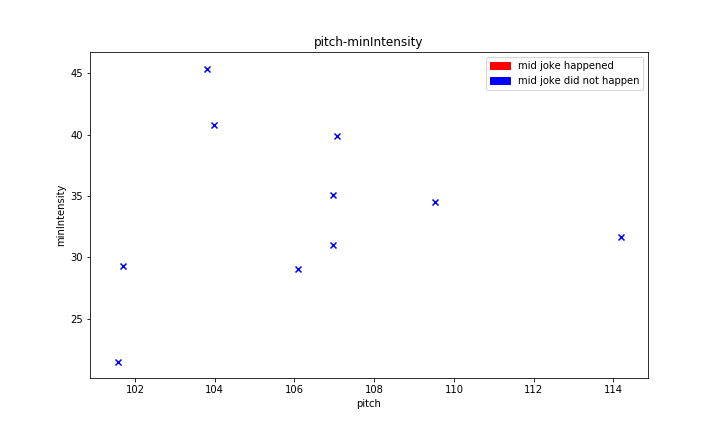 pitch-minIntensity
mid joke happened
mid joke did not happen
45
40
35
30
25
minIntensity
102
104
106
108
110
112
114
pitch